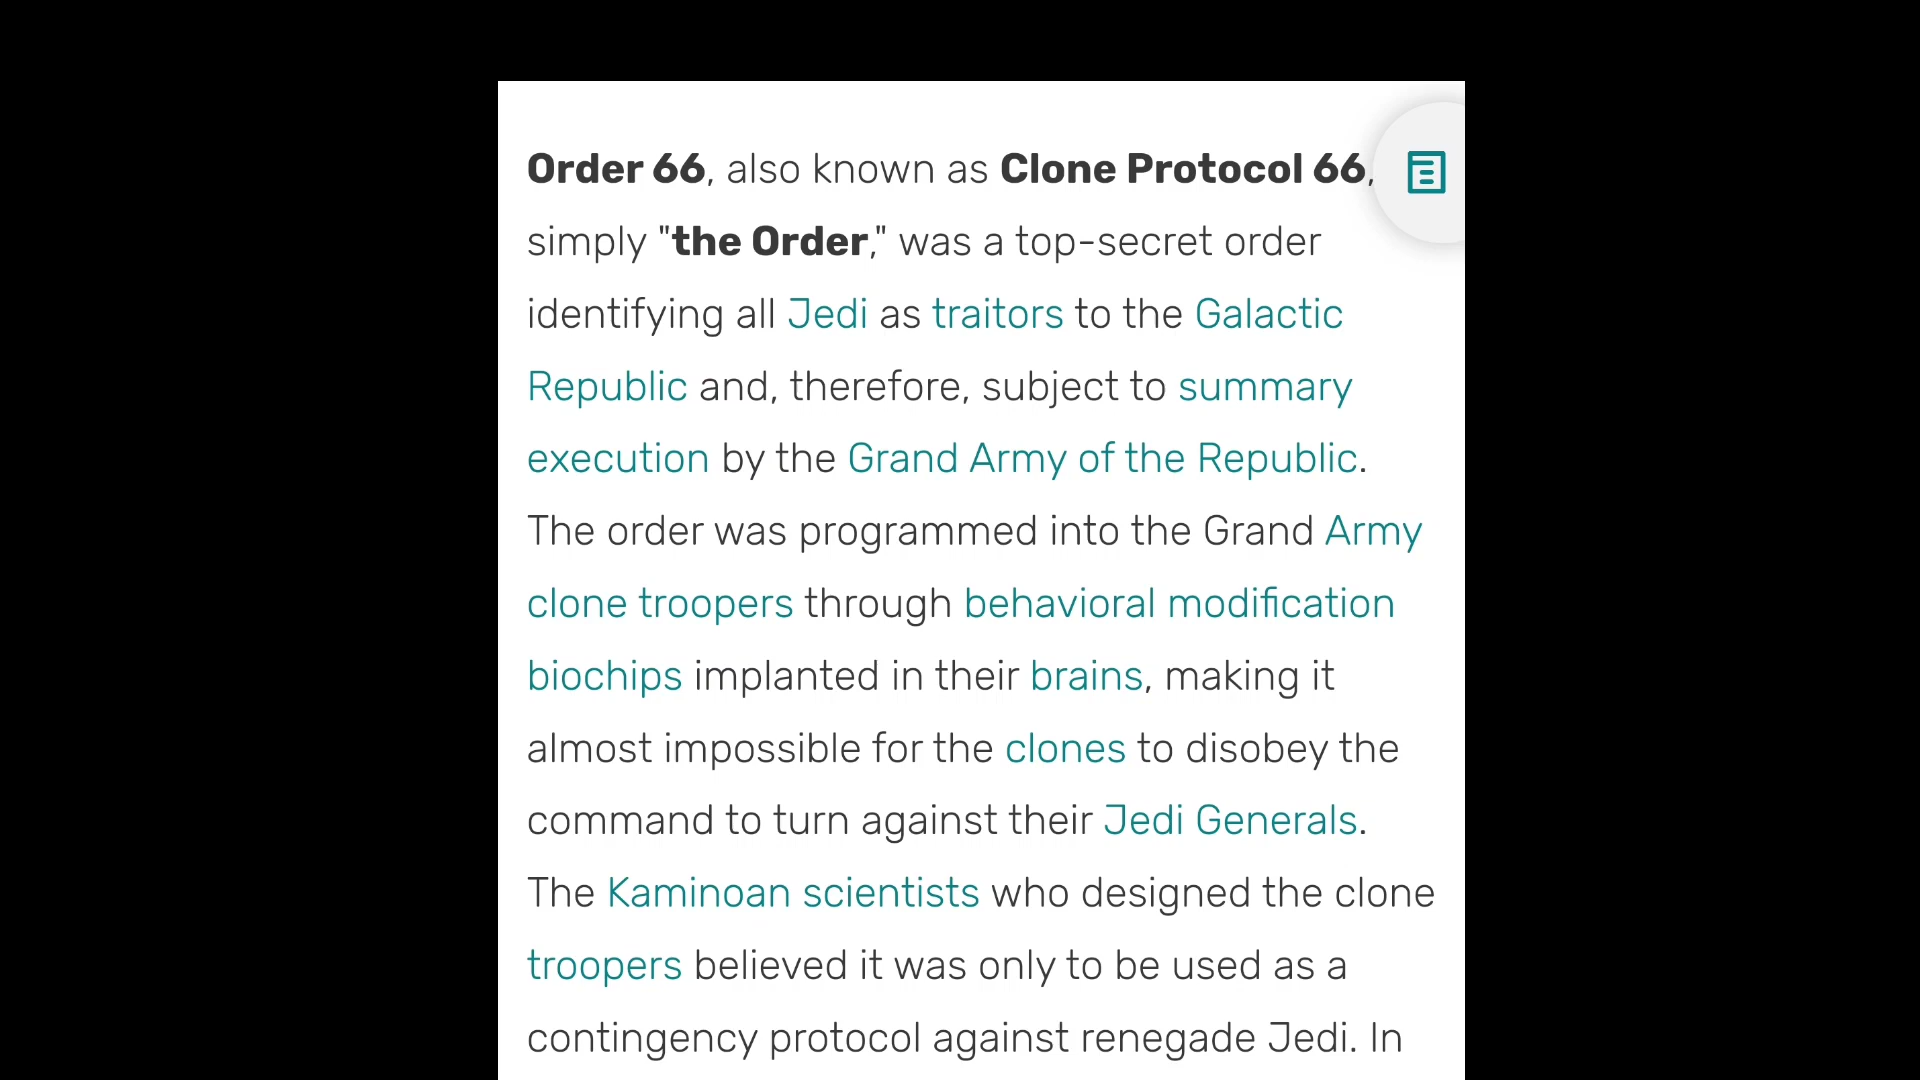 Order 66, also known as Clone Protocol 66,
simply "the Order," was a top-secret order
identifying all Jedi as traitors to the Galactic
Republic and, therefore, subject to summary
execution by the Grand Army of the Republic.
The order was programmed into the Grand Army
clone troopers through behavioral modification
biochips implanted in their brains, making it
almost impossible for the clones to disobey the
command to turn against their Jedi Generals.
The Kaminoan scientists who designed the clone
troopers believed it was only to be used as a
contingency protocol against renegade Jedi. In